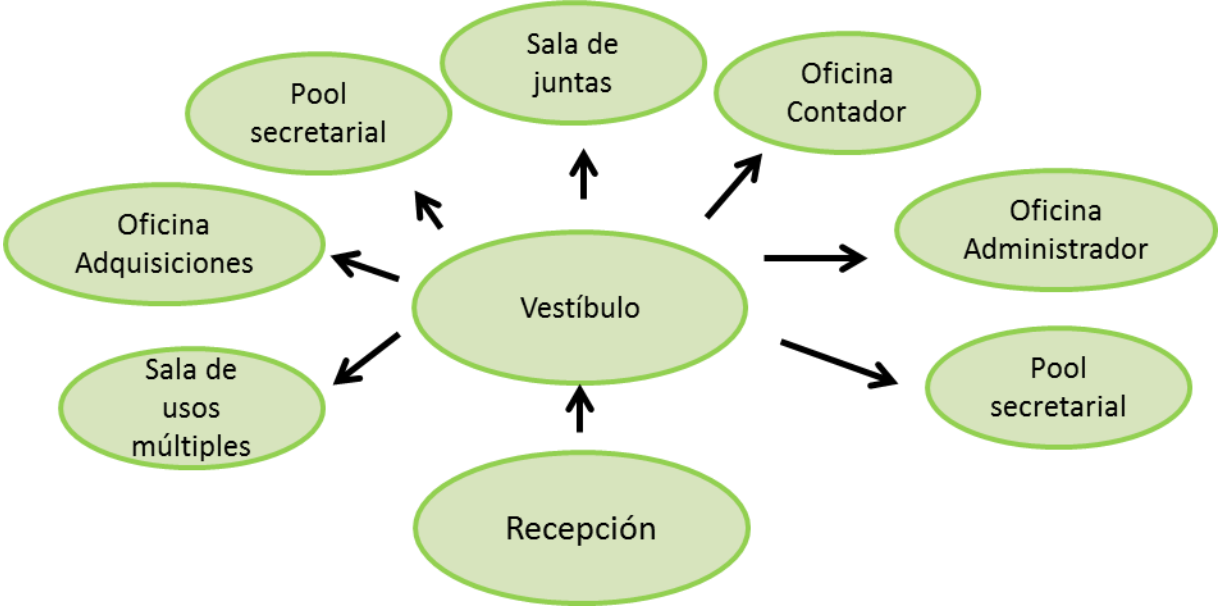 Sala de
juntas
Oficina
Contador
Pool
secretarial
Oficina
Administrador
Oficina
Adquisiciones
Vestíbulo
Sala de
usos
múltiples
Pool
secretarial
Recepción